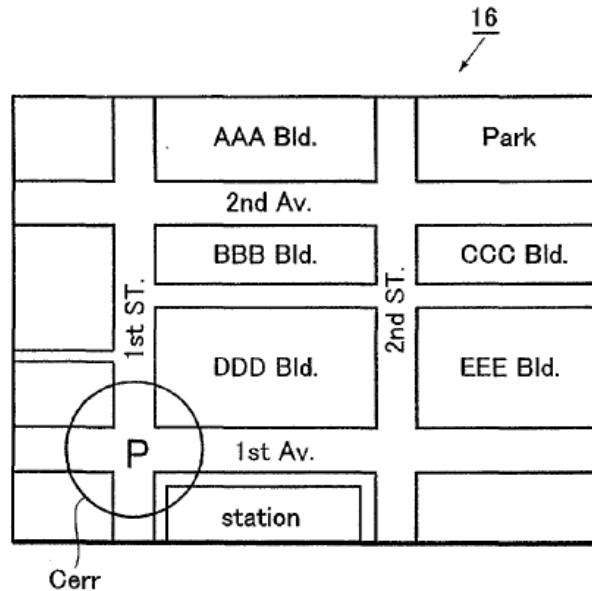 16
AAA Bld.
Park
2nd Av.
BBB Bld.
CCC Bld.
1st ST.
2nd ST.
DDD Bld.
EEE Bld.
P
1st Av.
station
Cerr